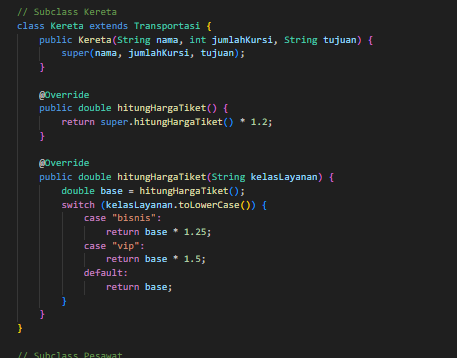 // Subclass Kereta
class Kereta extends Transportasi {
    public Kereta(String nama, int jumlahKursi, String tujuan) {
        super(nama, jumlahKursi, tujuan);
    }

    @Override
    public double hitungHargaTiket() {
        return super.hitungHargaTiket() * 1.2;
    }

    @Override
    public double hitungHargaTiket(String kelasLayanan) {
        double base = hitungHargaTiket();
        switch (kelasLayanan.toLowerCase()) {
            case "bisnis":
                return base * 1.25;
            case "vip":
                return base * 1.5;
            default:
                return base;
        }
    }
}

// Subclass Pesawat